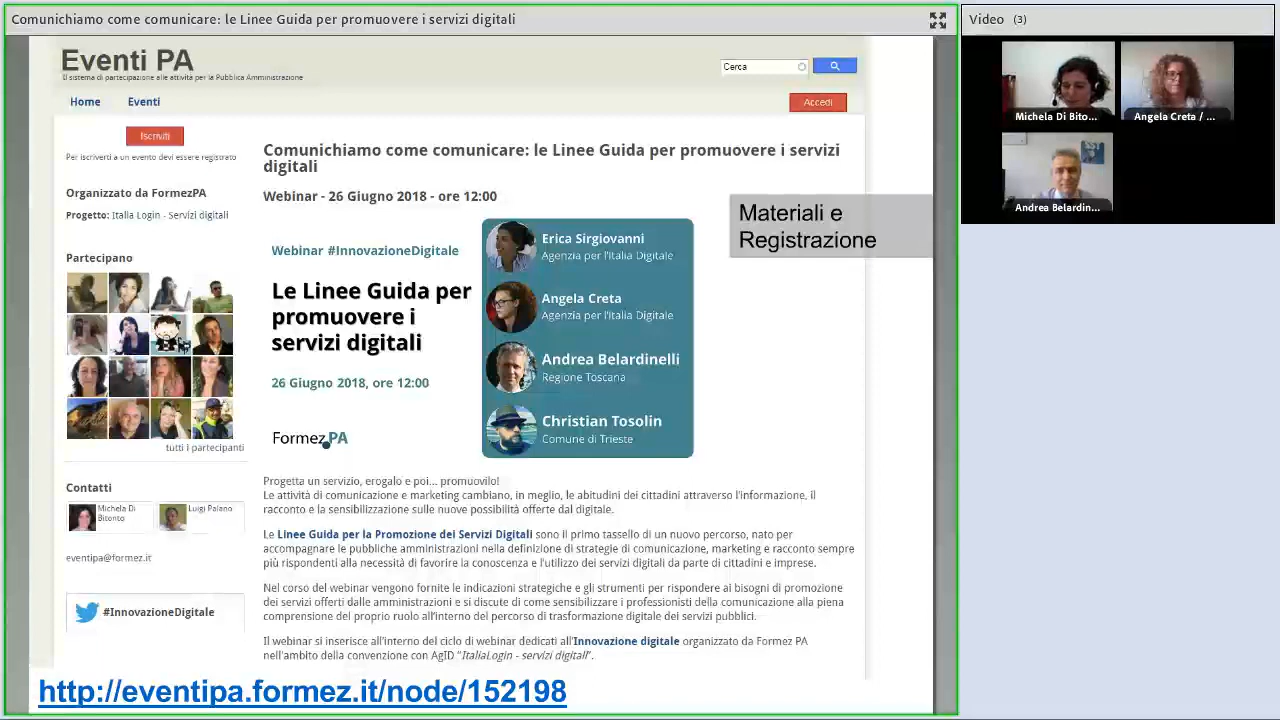 Comunichiamo come comunicare: le Linee Guida per promuovere i servizi digitali
Video (3)
Michela Di Bito...
Angela Creta / ...
Andrea Belardin...
Eventi PA
Il sistema di partecipazione alle attività per la Pubblica Amministrazione
Cerca
Home
Eventi
Accedi
Iscriviti
Per iscriverti a un evento devi essere registrato
Organizzato da FormezPA
Progetto: Italia Login - Servizi digitali
Partecipano
tutti i partecipanti
Contatti
Michela Di
Bitonto
Luigi Palano
eventipa@formez.it
#InnovazioneDigitale
Comunichiamo come comunicare: le Linee Guida per promuovere i servizi
digitali
Webinar - 26 Giugno 2018 - ore 12:00
Webinar #InnovazioneDigitale
Le Linee Guida per
promuovere i
servizi digitali
26 Giugno 2018, ore 12:00
FormezPA
Erica Sirgiovanni
Agenzia per l'Italia Digitale
Angela Creta
Agenzia per l'Italia Digitale
Andrea Belardinelli
Regione Toscana
Christian Tosolin
Comune di Trieste
Materiali e
Registrazione
Progetta un servizio, erogalo e poi... promuovilo!
Le attività di comunicazione e marketing cambiano, in meglio, le abitudini dei cittadini attraverso l'informazione, il
racconto e la sensibilizzazione sulle nuove possibilità offerte dal digitale.
Le Linee Guida per la Promozione dei Servizi Digitali sono il primo tassello di un nuovo percorso, nato per
accompagnare le pubbliche amministrazioni nella definizione di strategie di comunicazione, marketing e racconto sempre
più rispondenti alla necessità di favorire la conoscenza e l'utilizzo dei servizi digitali da parte di cittadini e imprese.
Nel corso del webinar vengono fornite le indicazioni strategiche e gli strumenti per rispondere ai bisogni di promozione
dei servizi offerti dalle amministrazioni e si discute di come sensibilizzare i professionisti della comunicazione alla piena
comprensione del proprio ruolo all'interno del percorso di trasformazione digitale dei servizi pubblici.
Il webinar si inserisce all'interno del ciclo di webinar dedicati all'Innovazione digitale organizzato da Formez PA
nell'ambito della convenzione con AgID "ItaliaLogin - servizi digitali".
http://eventipa.formez.it/node/152198